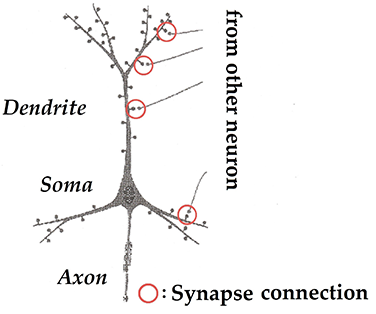 from other neuron
Dendrite
Soma
Axon
: Synapse connection